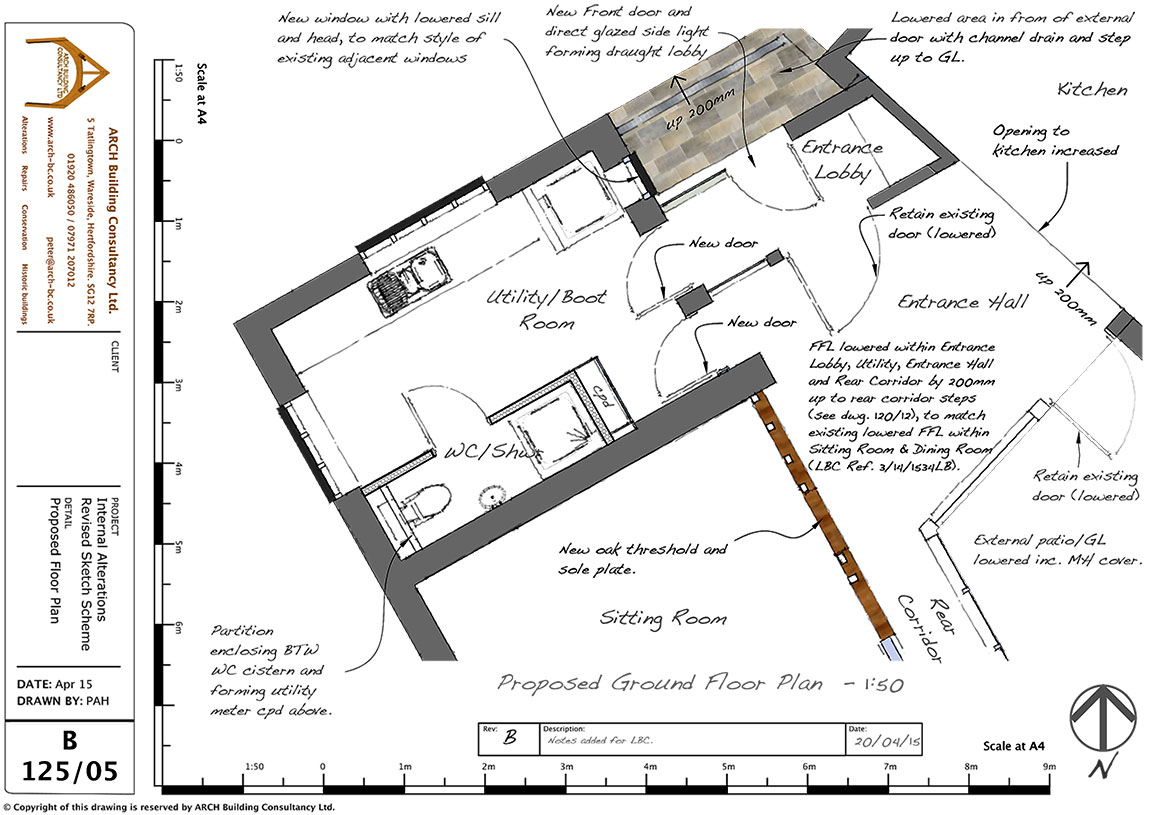 New window with lowered sill
and head, to match style of
existing adjacent windows
New Front door and
direct glazed side light
forming draught lobby
Lowered area in from of external
door with channel drain and step
up to GL.
Kitchen
Opening to
kitchen increased
up 200mm
Entrance
Lobby
Retain existing
door (lowered)
New door
up 200mm
Utility/Boot
Room
Entrance Hall
New door
FFL lowered within Entrance
Lobby, Utility, Entrance Hall
and Rear Corridor by 200mm
up to rear corridor steps
(see dwg. 120/12), to match
existing lowered FFL within
Sitting Room & Dining Room
(LBC Ref. 3/14/1534LB).
cpd
WC/Shwr
Retain existing
door (lowered)
New oak threshold and
sole plate.
External patio/GL
lowered inc. MH cover.
Sitting Room
Rear
Corridor
Partition
enclosing BTW
WC cistern and
forming utility
meter cpd above.
Proposed Ground Floor Plan - 1:50
Rev:
B
Description:
Notes added for LBC.
Date:
20/04/15
Scale at A4
N
1:50
0
1m
2m
3m
4m
5m
6m
7m
8m
9m
Scale at A4
1:50
0
1m
2m
3m
4m
5m
6m
ARCH BUILDING
CONSULTANCY LTD
ARCH Building Consultancy Ltd.
5 Tatlingtown, Wareside, Hertfordshire. SG12 7RP.
01920 486050 / 07971 207012
www.arch-bc.co.uk peter@arch-bc.co.uk
Alterations Repairs Conservation Historic buildings
CLIENT
PROJECT
Internal Alterations
Revised Sketch Scheme
DETAIL
Proposed Floor Plan
DATE: Apr 15
DRAWN BY: PAH
B
125/05
© Copyright of this drawing is reserved by ARCH Building Consultancy Ltd.